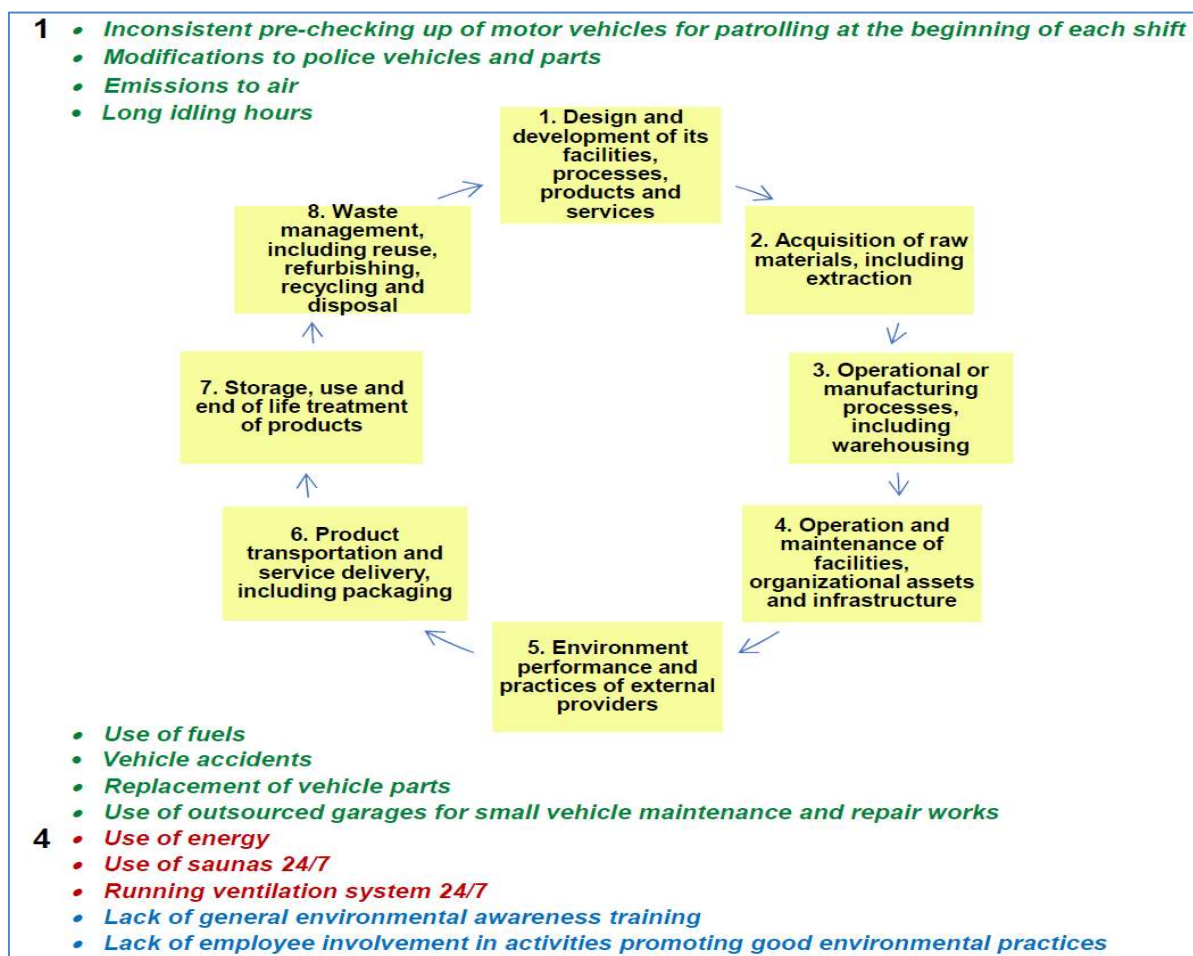 1 • Inconsistent pre-checking up of motor vehicles for patrolling at the beginning of each shift
• Modifications to police vehicles and parts
• Emissions to air
• Long idling hours
1. Design and
development of its
facilities,
processes,
products and
services
2. Acquisition of raw
materials, including
extraction
3. Operational or
manufacturing
processes,
including
warehousing
4. Operation and
maintenance of
facilities,
organizational assets
and infrastructure
5. Environment
performance and
practices of external
providers
6. Product
transportation and
service delivery,
including packaging
7. Storage, use and
end of life treatment
of products
8. Waste
management,
including reuse,
refurbishing,
recycling and
disposal
• Use of fuels
• Vehicle accidents
• Replacement of vehicle parts
• Use of outsourced garages for small vehicle maintenance and repair works
4 • Use of energy
• Use of saunas 24/7
• Running ventilation system 24/7
• Lack of general environmental awareness training
• Lack of employee involvement in activities promoting good environmental practices